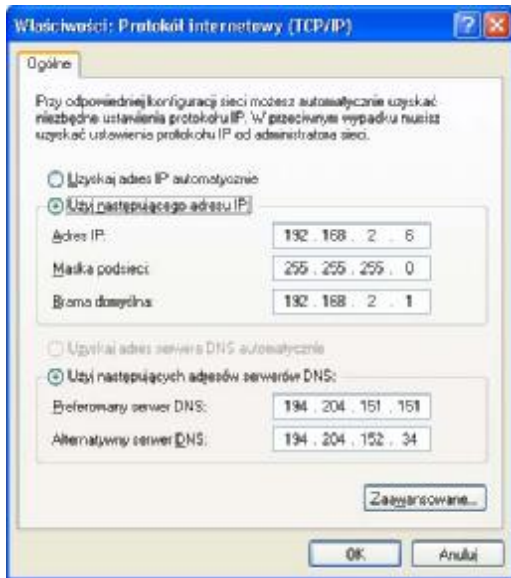 Właściwości: Protokół internetowy (TCP/IP)
Ogólne
Przy odpowiedniej konfiguracji sieci możesz automatycznie uzyskać
niezbędne ustawienia protokołu IP. W przeciwnym wypadku musisz
uzyskać ustawienia protokołu IP od administratora sieci.
Uzyskaj adres IP automatycznie
Użyj następującego adresu IP:
Adres IP: 192 . 168 . 2 . 6
Maska podsieci: 255 . 255 . 255 . 0
Brama domyślna: 192 . 168 . 2 . 1
Uzyskaj adres serwera DNS automatycznie
Użyj następujących adresów serwerów DNS:
Preferowany serwer DNS: 194 . 204 . 151 . 151
Alternatywny serwer DNS: 194 . 204 . 152 . 34
Zaawansowane...
OK Anuluj